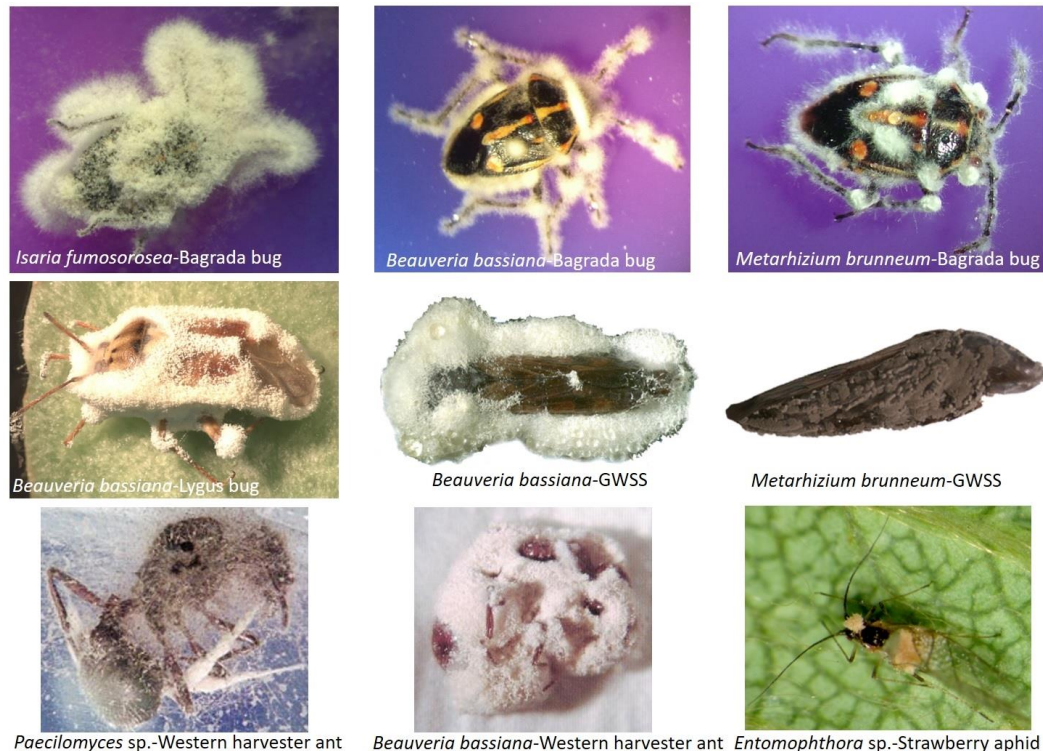 Isaria fumosorosea-Bagrada bug
Beauveria bassiana-Bagrada bug
Metarhizium brunneum-Bagrada bug
Beauveria bassiana-Lygus bug
Beauveria bassiana-GWSS
Metarhizium brunneum-GWSS
Paecilomyces sp.-Western harvester ant
Beauveria bassiana-Western harvester ant
Entomophthora sp.-Strawberry aphid